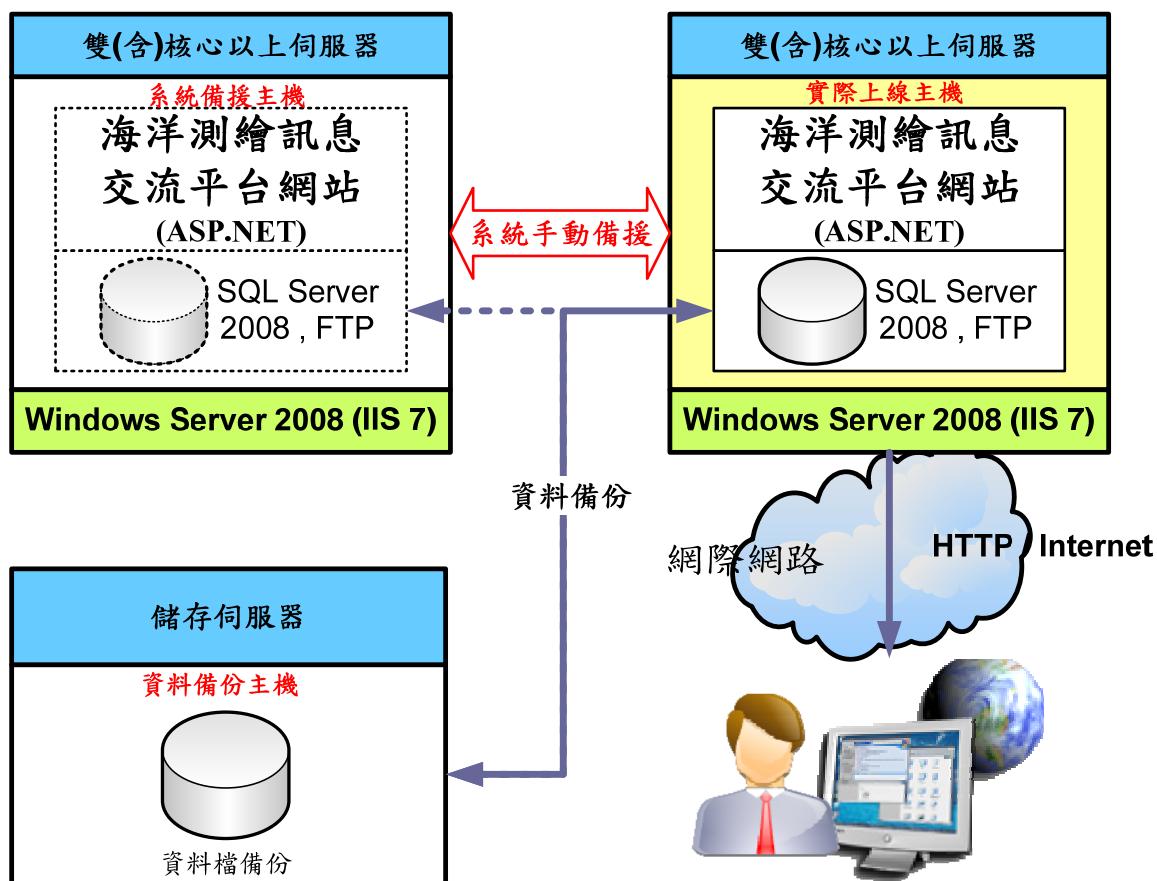 雙(含)核心以上伺服器
系統備援主機
海洋測繪訊息
交流平台網站
(ASP.NET)
SQL Server
2008 , FTP
Windows Server 2008 (IIS 7)
系統手動備援
雙(含)核心以上伺服器
實際上線主機
海洋測繪訊息
交流平台網站
(ASP.NET)
SQL Server
2008 , FTP
Windows Server 2008 (IIS 7)
資料備份
網際網路
HTTP / Internet
儲存伺服器
資料備份主機
資料檔備份